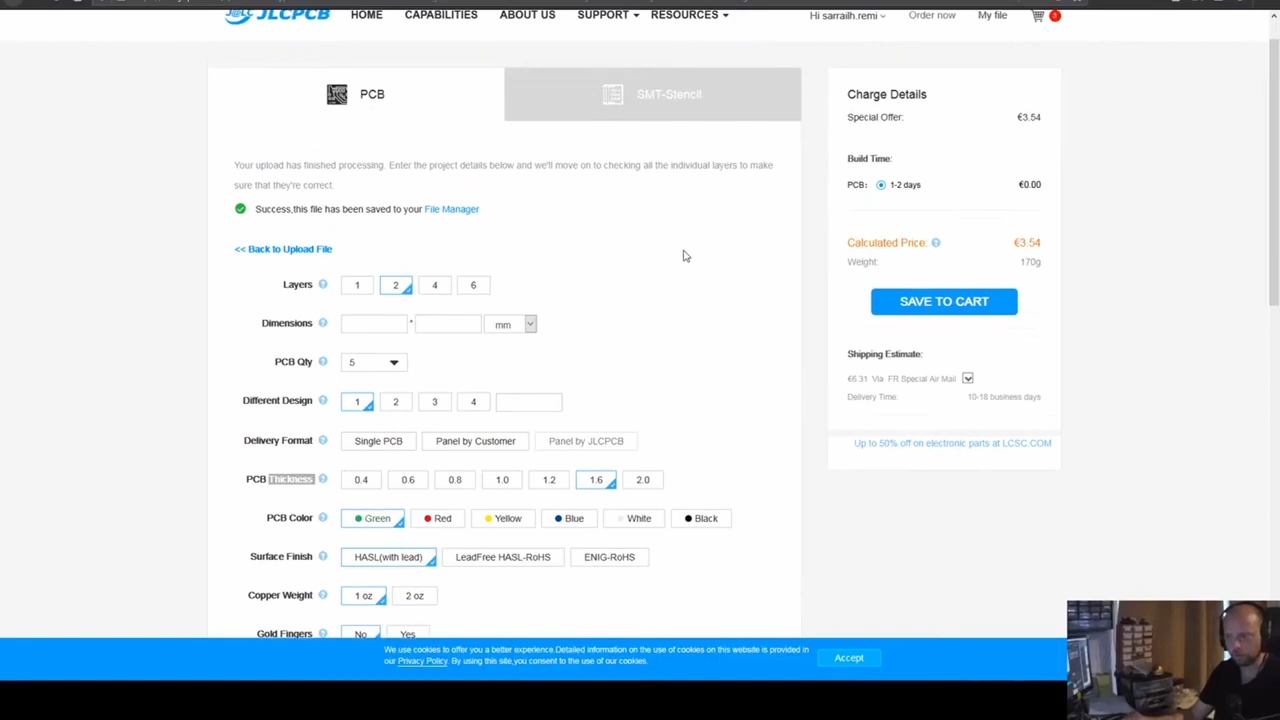 JLCPCB HOME CAPABILITIES ABOUT US SUPPORT RESOURCES Hi sarrailh.remi Order now My file 3
PCB
SMT-Stencil
Your upload has finished processing. Enter the project details below and we'll move on to checking all the individual layers to make
sure that they're correct.
Success,this file has been saved to your File Manager
<< Back to Upload File
Layers ? 1 2 4 6
Dimensions ? * mm
PCB Qty ? 5
Different Design ? 1 2 3 4
Delivery Format ? Single PCB Panel by Customer Panel by JLCPCB
PCB Thickness ? 0.4 0.6 0.8 1.0 1.2 1.6 2.0
PCB Color ? Green Red Yellow Blue White Black
Surface Finish ? HASL(with lead) LeadFree HASL-RoHS ENIG-RoHS
Copper Weight ? 1 oz 2 oz
Gold Fingers ? No Yes
Charge Details
Special Offer: €3.54
Build Time:
PCB: 1-2 days €0.00
Calculated Price: ? €3.54
Weight: 170g
SAVE TO CART
Shipping Estimate:
€6.31 Via FR Special Air Mail
Delivery Time: 10-18 business days
Up to 50% off on electronic parts at LCSC.COM
We use cookies to offer you a better experience.Detailed information on the use of cookies on this website is provided in
our Privacy Policy. By using this site,you consent to the use of our cookies.
Accept